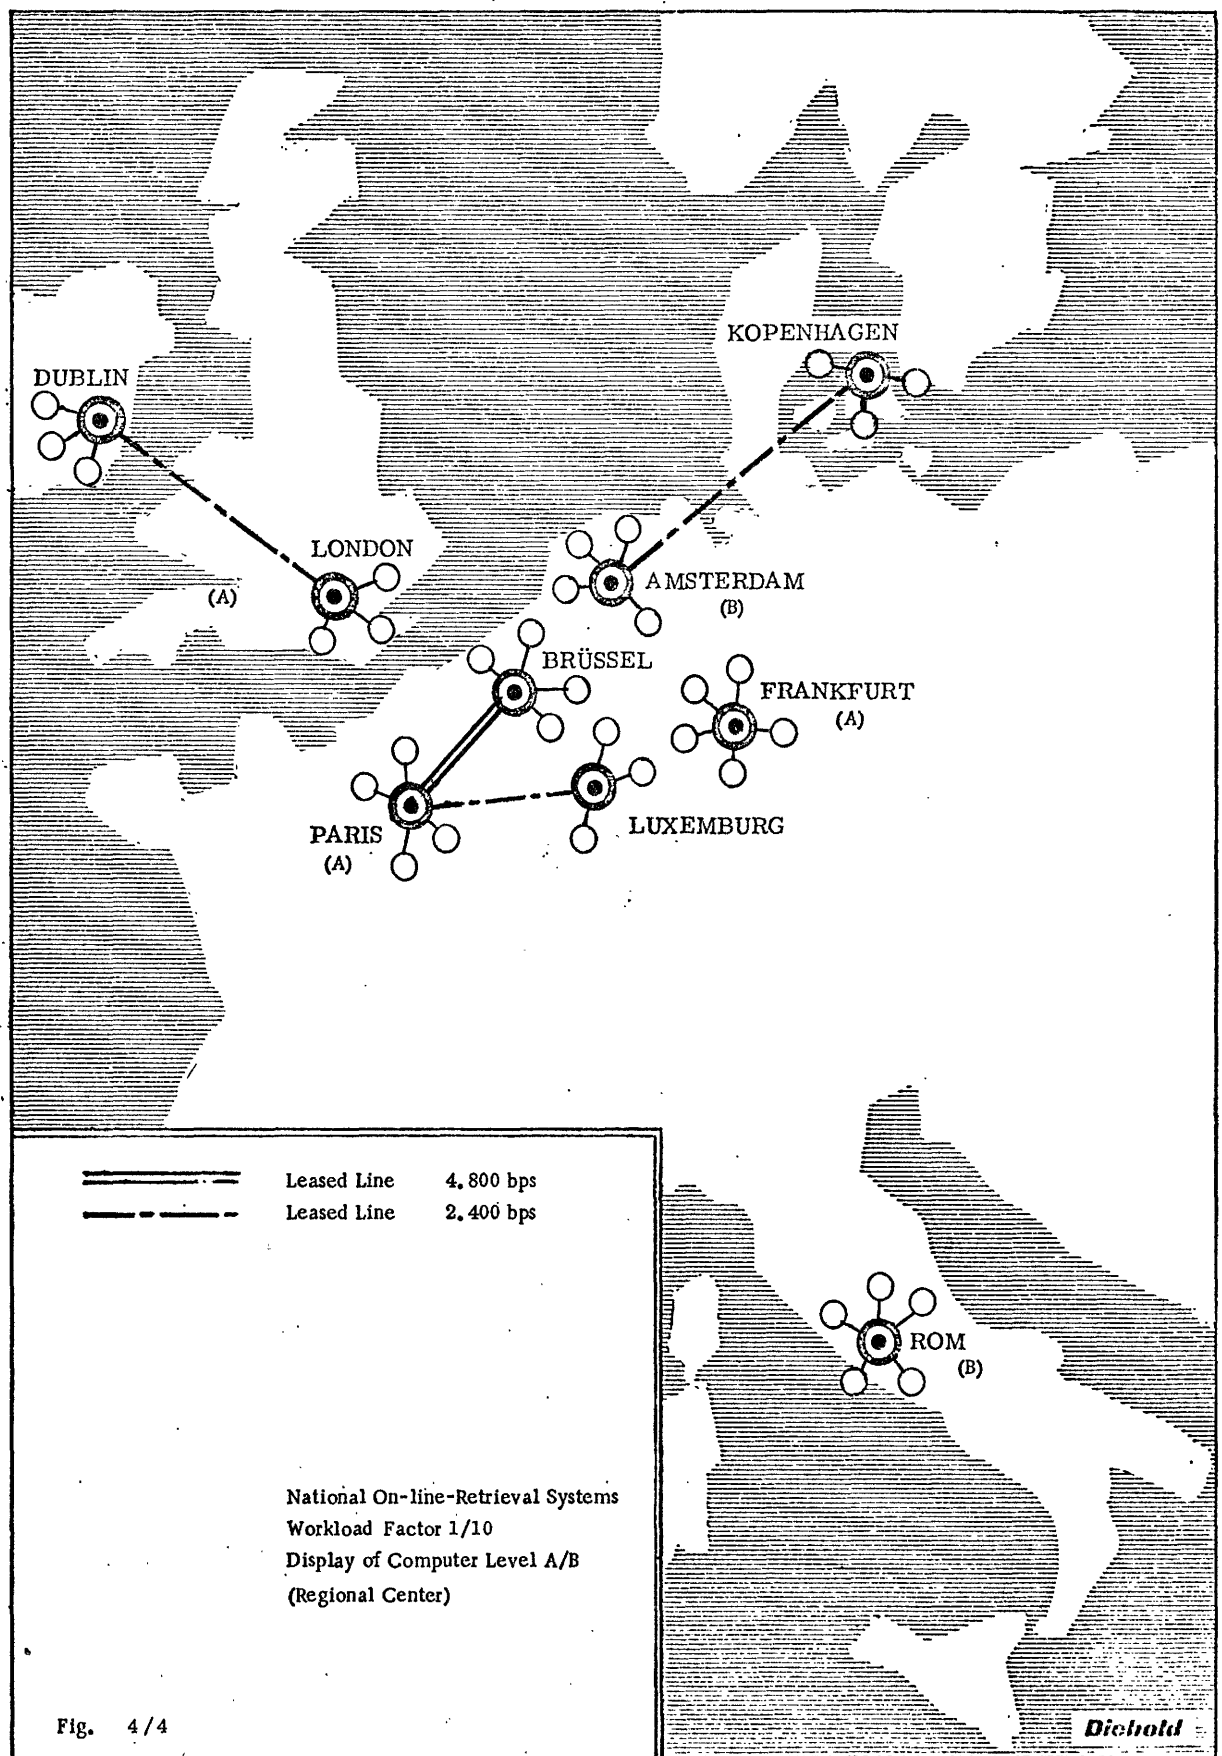 KOPENHAGEN
DUBLIN
LONDON
(A)
AMSTERDAM
(B)
BRÜSSEL
FRANKFURT
(A)
LUXEMBURG
PARIS
(A)
Leased Line 4.800 bps
Leased Line 2.400 bps
ROM
(B)
National On-line-Retrieval Systems
Workload Factor 1/10
Display of Computer Level A/B
(Regional Center)
Fig. 4/4
Diebold